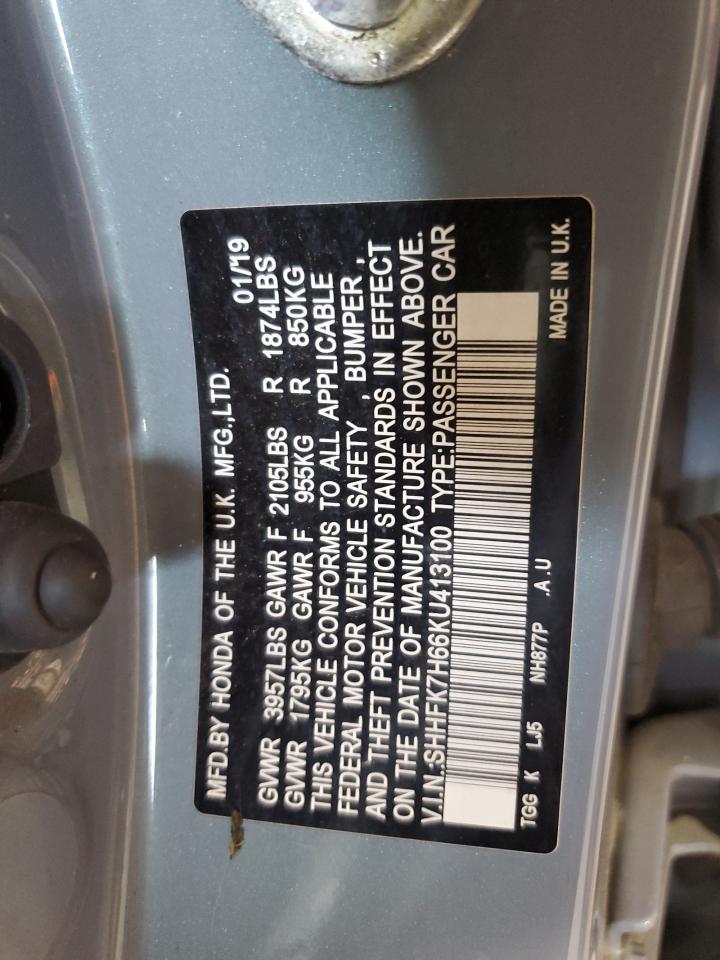 MFD.BY HONDA OF THE U.K. MFG.,LTD. 01/19
GVWR 3957LBS GAWR F 2105LBS R 1874LBS
GVWR 1795KG GAWR F 955KG R 850KG
THIS VEHICLE CONFORMS TO ALL APPLICABLE
FEDERAL MOTOR VEHICLE SAFETY , BUMPER ,
AND THEFT PREVENTION STANDARDS IN EFFECT
ON THE DATE OF MANUFACTURE SHOWN ABOVE.
V.I.N.:SHHFK7H66KU413100 TYPE:PASSENGER CAR
TGG K LJ5 NH877P .A.U MADE IN U.K.